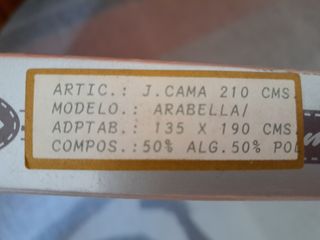 ARTIC.: J.CAMA 210 CMS.
MODELO.: ARABELLA/
ADPTAB.: 135 X 190 CMS.
COMPOS.:50% ALG.50% POL